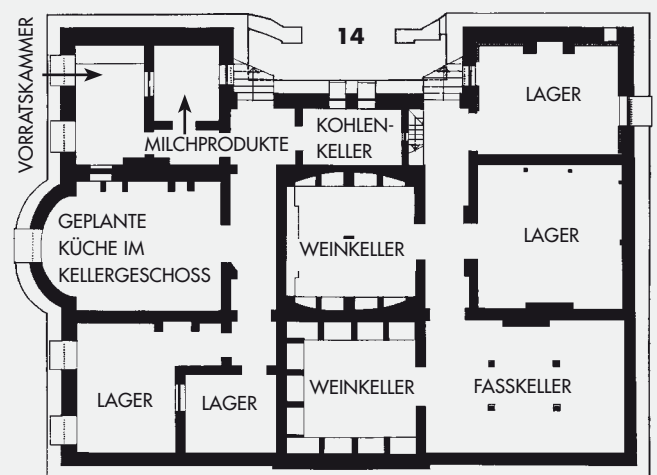 14
VORRATSKAMMER
MILCHPRODUKTE
KOHLEN-
KELLER
LAGER
GEPLANTE
KÜCHE IM
KELLERGESCHOSS
WEINKELLER
LAGER
LAGER
LAGER
WEINKELLER
FASSKELLER